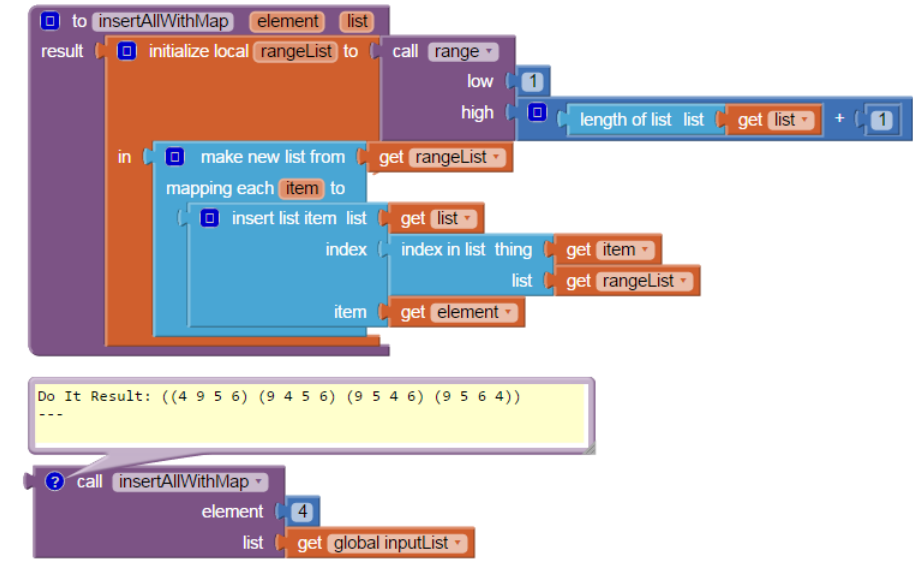 to insertAllWithMap element list
result initialize local rangeList to call range
low 1
high length of list list get list + 1
in make new list from get rangeList
mapping each item to
insert list item list get list
index index in list thing get item
list get rangeList
item get element
Do It Result: ((4 9 5 6) (9 4 5 6) (9 5 4 6) (9 5 6 4))
---
? call insertAllWithMap
element 4
list get global inputList